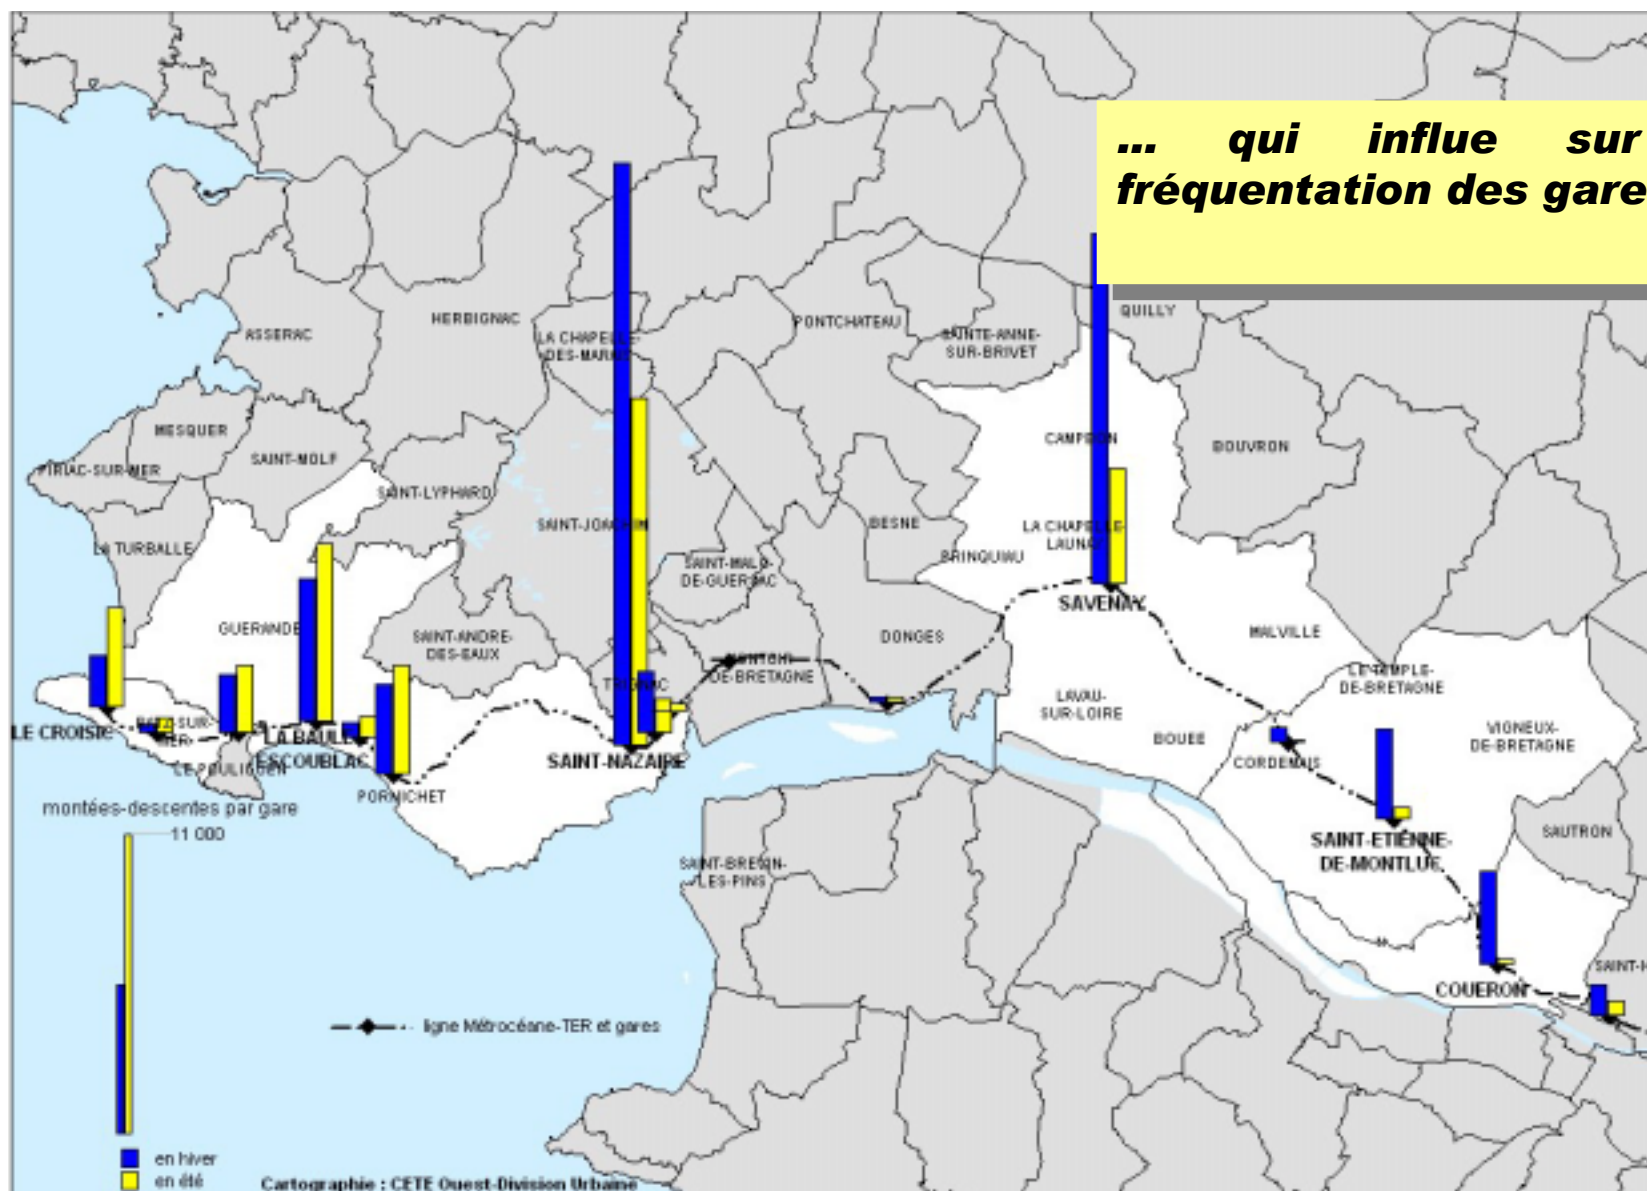 ... qui influe sur
fréquentation des gare
QUILLY
HERBIGNAC
PONTCHATEAU
ASSERAC
LA CHAPELLE-
DES-MARAIS
SAINTE-ANNE-
SUR-BRIVET
MESQUER
CAMPBON
BOUVRON
PIRIAC-SUR-MER
SAINT-MOLF
SAINT-LYPHARD
SAINT-JOACHIM
BESNE
LA CHAPELLE-
LAUNAY
LA TURBALLE
PRINQUIAU
SAINT-MALO-
DE-GUERSAC
SAVENAY
GUERANDE
SAINT-ANDRE-
DES-EAUX
DONGES
MALVILLE
MONTOIR-
DE-BRETAGNE
TRIGNAC
LE TEMPLE-
DE-BRETAGNE
LAVAU-
SUR-LOIRE
LE CROISIC
BATZ-SUR-
MER
LA BAULE-
ESCOUBLAC
LE POULIGUEN
BOUEE
VIGNEUX-
DE-BRETAGNE
SAINT-NAZAIRE
CORDEMAIS
PORNICHET
montées-descentes par gare
11 000
SAINT-ETIENNE-
DE-MONTLUC
SAUTRON
SAINT-BREVIN-
LES-PINS
SAINT-H
COUERON
ligne Métrocéane-TER et gares
en hiver
en été
Cartographie : CETE Ouest-Division Urbaine